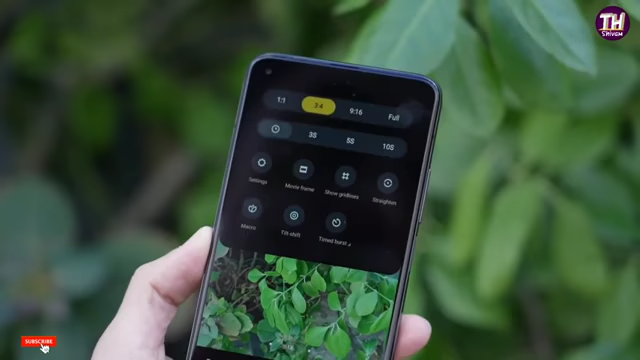 TH
SHIVGM
1:1 3:4 9:16 Full
3S 5S 10S
Settings Movie frame Show gridlines Straighten
Macro Tilt-shift Timed burst
SUBSCRIBE